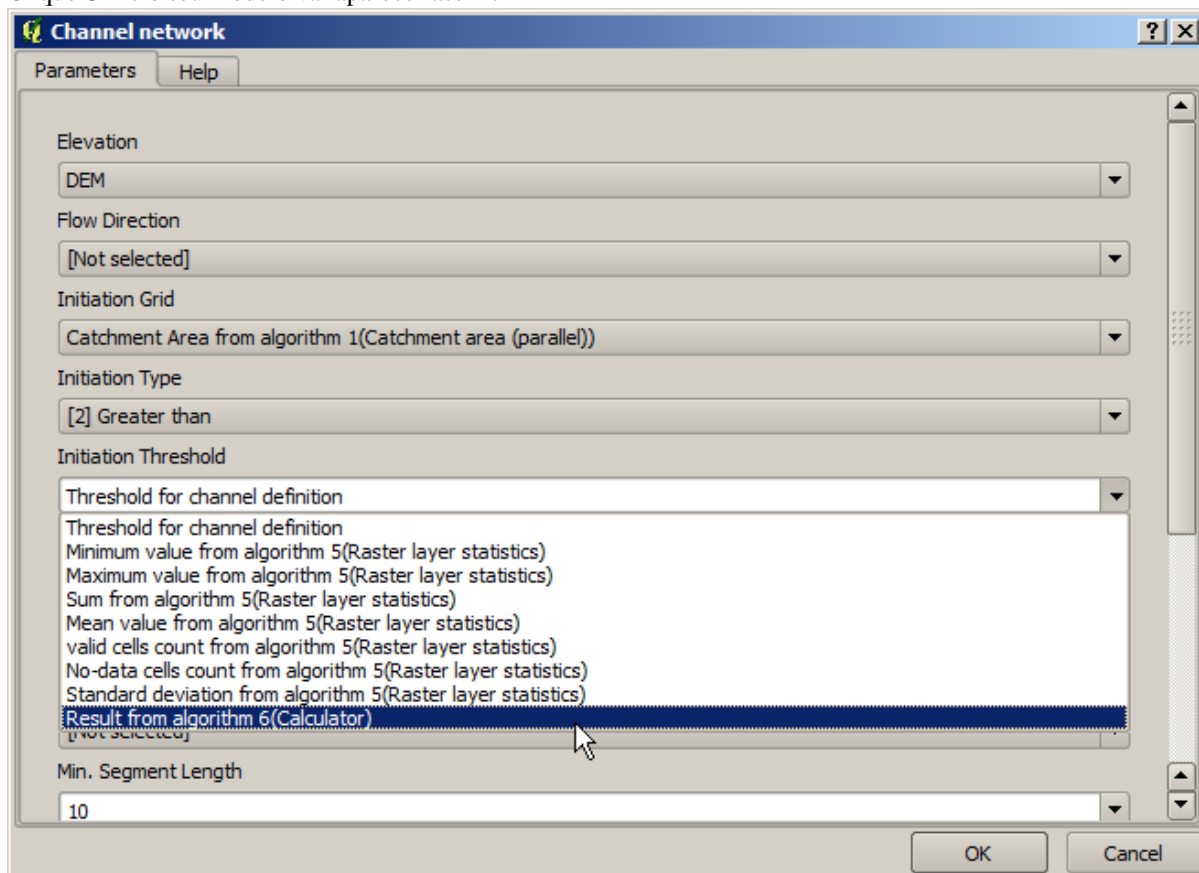 Channel network
Parameters Help
Elevation
DEM
Flow Direction
[Not selected]
Initiation Grid
Catchment Area from algorithm 1(Catchment area (parallel))
Initiation Type
[2] Greater than
Initiation Threshold
Threshold for channel definition
Threshold for channel definition
Minimum value from algorithm 5(Raster layer statistics)
Maximum value from algorithm 5(Raster layer statistics)
Sum from algorithm 5(Raster layer statistics)
Mean value from algorithm 5(Raster layer statistics)
valid cells count from algorithm 5(Raster layer statistics)
No-data cells count from algorithm 5(Raster layer statistics)
Standard deviation from algorithm 5(Raster layer statistics)
Result from algorithm 6(Calculator)
[Not selected]
Min. Segment Length
10
OK Cancel